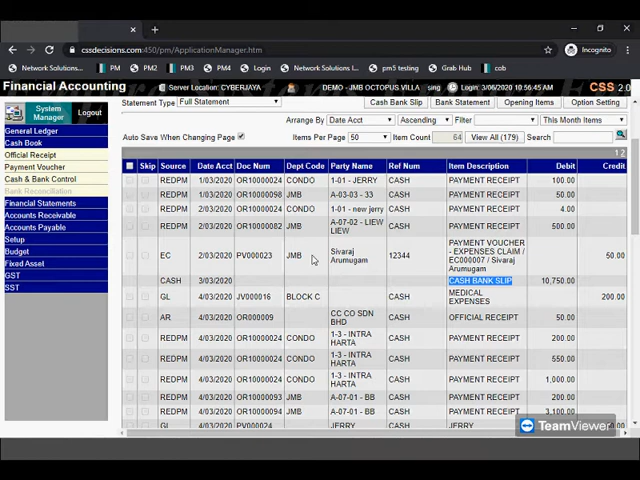 Incognito
cssdecisions.com:450/pm/ApplicationManager.htm
Network Solutions... PM PM2 PM3 PM4 Login Network Solutions I... pm5 testing Grab Hub cob
Financial Accounting
Server Location: CYBERJAYA DEMO - JMB OCTOPUS VILLA Login: 3/06/2020 10:56:45 AM CSS 2.0
System Manager Logout
General Ledger
Cash Book
Official Receipt
Payment Voucher
Cash & Bank Control
Bank Reconciliation
Financial Statements
Accounts Receivable
Accounts Payable
Setup
Budget
Fixed Asset
GST
SST
Statement Type Full Statement Cash Bank Slip Bank Statement Opening Items Option Setting
Arrange By Date Acct Ascending Filter This Month Items
Auto Save When Changing Page Items Per Page 50 Item Count 64 View All (179) Search
1 2
Skip Source Date Acct Doc Num Dept Code Party Name Ref Num Item Description Debit Credit
REDPM 1/03/2020 OR10000024 CONDO 1-01 - JERRY CASH PAYMENT RECEIPT 100.00
REDPM 1/03/2020 OR10000098 JMB A-03-03 - 33 CASH PAYMENT RECEIPT 50.00
REDPM 2/03/2020 OR10000024 CONDO 1-01 - new jerry CASH PAYMENT RECEIPT 4.00
REDPM 2/03/2020 OR10000082 JMB A-07-02 - LIEW LIEW CASH PAYMENT RECEIPT 500.00
EC 2/03/2020 PV000023 JMB Sivaraj Arumugam 12344 PAYMENT VOUCHER - EXPENSES CLAIM / EC000007 / Sivaraj Arumugam 50.00
CASH 3/03/2020 CASH BANK SLIP 10,750.00
GL 4/03/2020 JV000016 BLOCK C CASH MEDICAL EXPENSES 200.00
AR 4/03/2020 OR000009 CC CO SDN BHD CASH OFFICIAL RECEIPT 50.00
REDPM 4/03/2020 OR10000024 CONDO 1-3 - INTRA HARTA CASH PAYMENT RECEIPT 200.00
REDPM 4/03/2020 OR10000024 CONDO 1-3 - INTRA HARTA CASH PAYMENT RECEIPT 550.00
REDPM 4/03/2020 OR10000024 CONDO 1-3 - INTRA HARTA CASH PAYMENT RECEIPT 1,000.00
REDPM 4/03/2020 OR10000093 JMB A-07-01 - BB CASH PAYMENT RECEIPT 200.00
REDPM 4/03/2020 OR10000094 JMB A-07-01 - BB CASH PAYMENT RECEIPT 3,100.00
GL 4/03/2020 PV000024 JMB JERRY CASH JERRY
TeamViewer